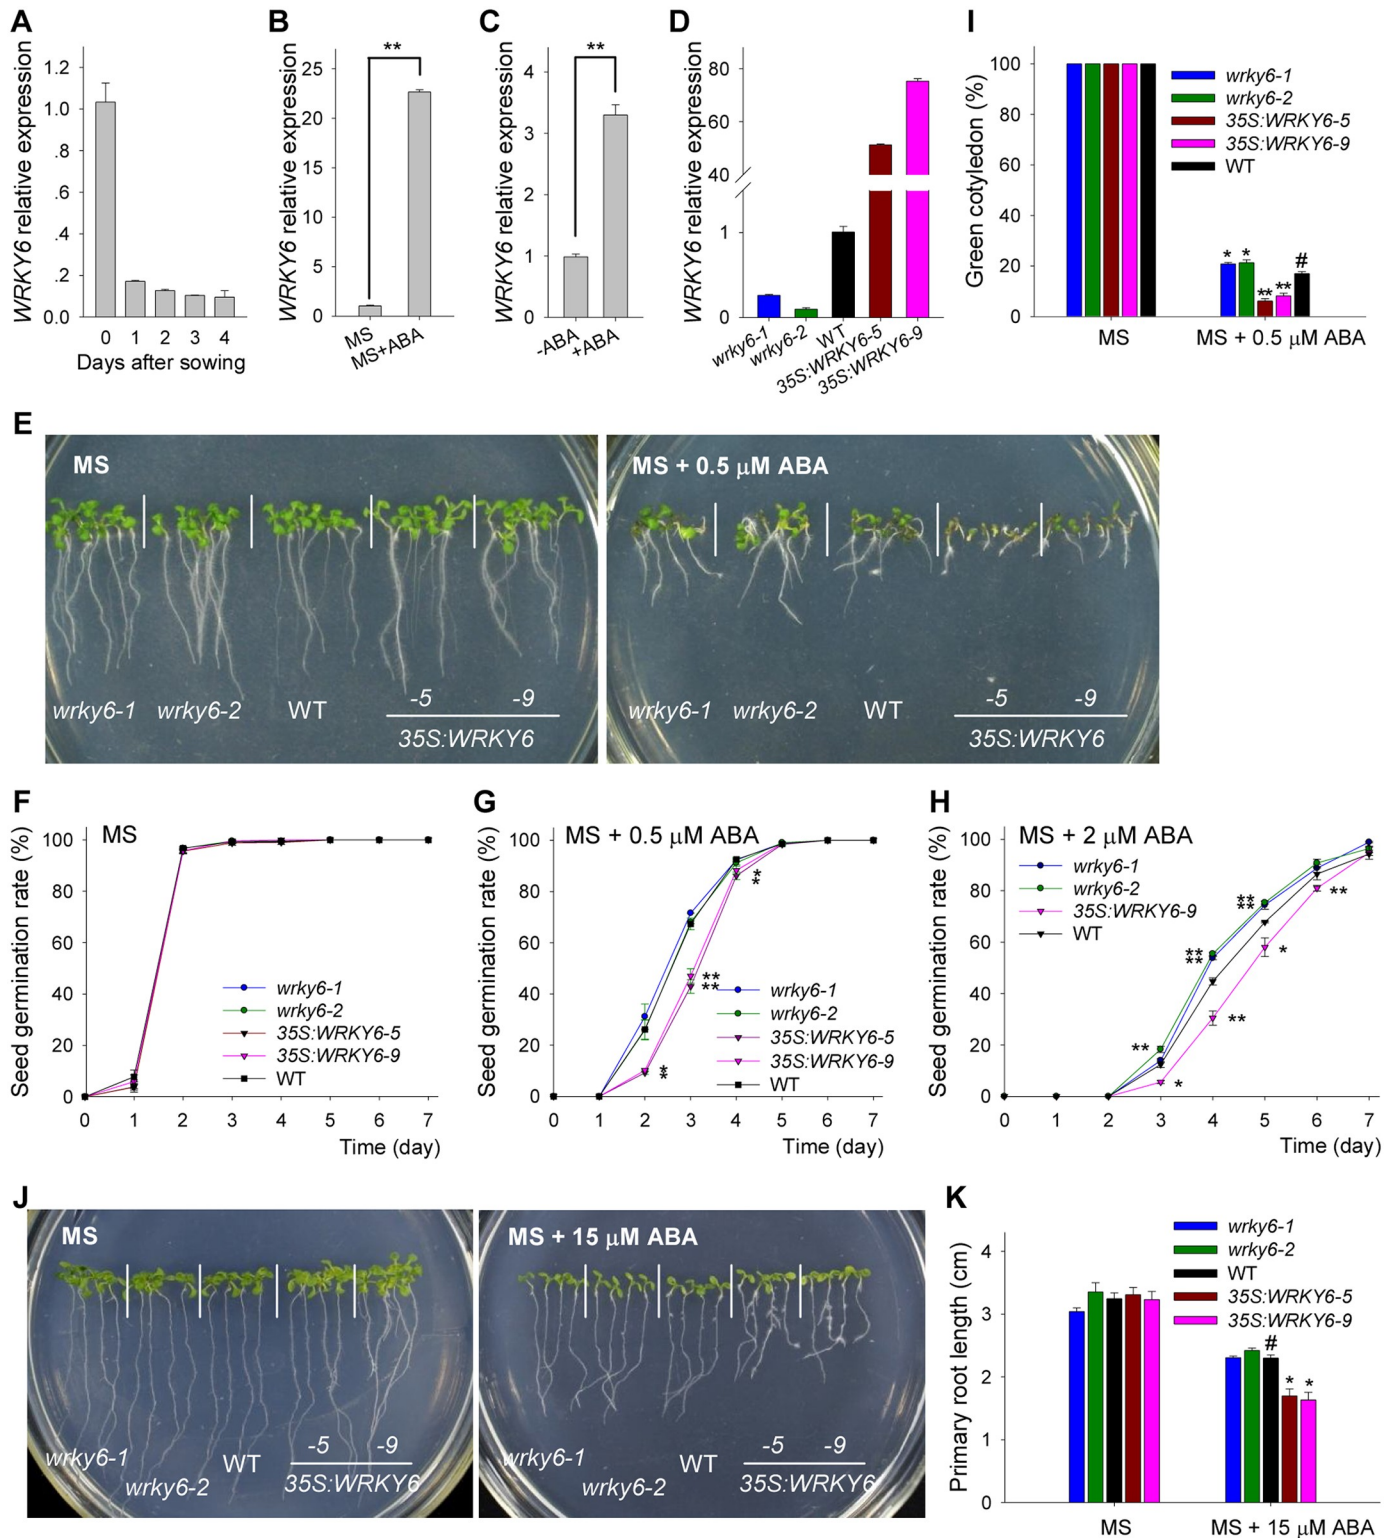 A
WRKY6 relative expression
1.2
1.0
.8
.6
.4
.2
0.0
0 1 2 3 4
Days after sowing
B
WRKY6 relative expression
25
20
15
10
5
0
**
MS
MS+ABA
C
WRKY6 relative expression
4
3
2
1
0
**
-ABA
+ABA
D
WRKY6 relative expression
80
60
40
1
0
wrky6-1
wrky6-2
WT
35S:WRKY6-5
35S:WRKY6-9
I
Green cotyledon (%)
100
80
60
40
20
0
wrky6-1
wrky6-2
35S:WRKY6-5
35S:WRKY6-9
WT
* * ** ** #
MS
MS + 0.5 μM ABA
E
MS
wrky6-1 wrky6-2 WT -5 -9
35S:WRKY6
MS + 0.5 μM ABA
wrky6-1 wrky6-2 WT -5 -9
35S:WRKY6
F
MS
Seed germination rate (%)
100
80
60
40
20
0
wrky6-1
wrky6-2
35S:WRKY6-5
35S:WRKY6-9
WT
0 1 2 3 4 5 6 7
Time (day)
G
MS + 0.5 μM ABA
Seed germination rate (%)
100
80
60
40
20
0
*
*
**
**
*
*
wrky6-1
wrky6-2
35S:WRKY6-5
35S:WRKY6-9
WT
0 1 2 3 4 5 6 7
Time (day)
H
MS + 2 μM ABA
Seed germination rate (%)
100
80
60
40
20
0
wrky6-1
wrky6-2
35S:WRKY6-9
WT
**
**
**
**
**
**
*
**
*
0 1 2 3 4 5 6 7
Time (day)
J
MS
wrky6-1 wrky6-2 WT -5 -9
35S:WRKY6
MS + 15 μM ABA
wrky6-1 wrky6-2 WT -5 -9
35S:WRKY6
K
Primary root length (cm)
4
3
2
1
0
wrky6-1
wrky6-2
WT
35S:WRKY6-5
35S:WRKY6-9
# * *
MS
MS + 15 μM ABA